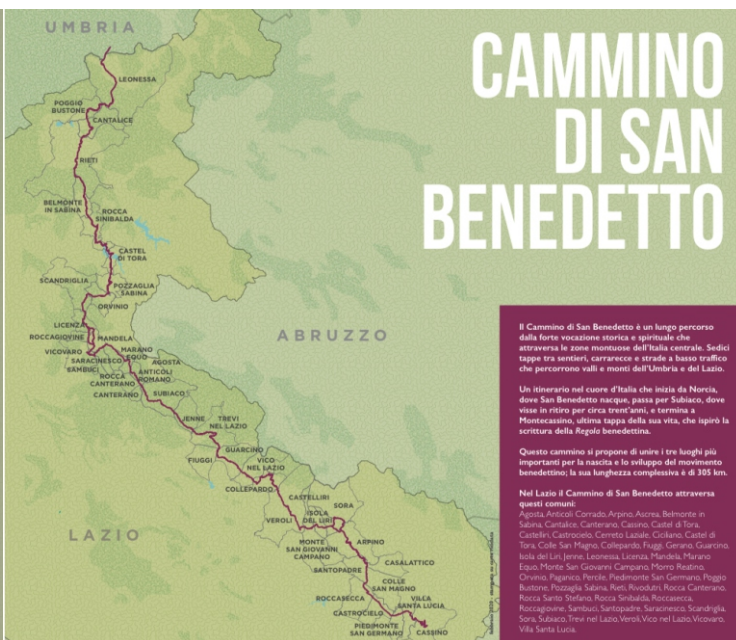 UMBRIA
CAMMINO
DI SAN
BENEDETTO
LEONESSA
POGGIO
BUSTONE
CANTALICE
RIETI
BELMONTE
IN SABINA
ROCCA
SINIBALDA
CASTEL
DI TORA
SCANDRIGLIA
POZZAGLIA
SABINA
ORVINIO
LICENZA
ROCCAGIOVINE
MANDELA
VICOVARO
MARANO
EQUO
SARACINESCO
AGOSTA
SAMBUCI
ANTICOLI
ROMANO
ROCCA
CANTERANO
CANTERANO
SUBIACO
ABRUZZO
JENNE
TREVI
NEL LAZIO
FIUGGI
GUARCINO
VICO
NEL LAZIO
COLLEPARDO
CASTELLIRI
SORA
ISOLA
DEL LIRI
VEROLI
ARPINO
MONTE
SAN GIOVANNI
CAMPANO
LAZIO
CASALATTICO
SANTOPADRE
COLLE
SAN MAGNO
ROCCASECCA
VILCA
SANTA LUCIA
CASTROCIELO
PIEDIMONTE
SAN GERMANO
CASSINO
Il Cammino di San Benedetto è un lungo percorso
dalla forte vocazione storica e spirituale che
attraversa le zone montuose dell'Italia centrale. Sedici
tappe tra sentieri, carrarecce e strade a basso traffico
che percorrono valli e monti dell'Umbria e del Lazio.
Un itinerario nel cuore d'Italia che inizia da Norcia,
dove San Benedetto nacque, passa per Subiaco, dove
visse in ritiro per circa trent'anni, e termina a
Montecassino, ultima tappa della sua vita, che ispirò la
scrittura della Regola benedettina.
Questo cammino si propone di unire i tre luoghi più
importanti per la nascita e lo sviluppo del movimento
benedettino; la sua lunghezza complessiva è di 305 km.
Nel Lazio il Cammino di San Benedetto attraversa
questi comuni:
Agosta, Anticoli Corrado, Arpino, Ascrea, Belmonte in
Sabina, Cantalice, Canterano, Cassino, Castel di Tora,
Castelliri, Castrocielo, Cerreto Laziale, Ciciliano, Castel di
Tora, Colle San Magno, Collepardo, Fiuggi, Gerano, Guarcino,
Isola del Liri, Jenne, Leonessa, Licenza, Mandela, Marano
Equo, Monte San Giovanni Campano, Morro Reatino,
Orvinio, Paganico, Percile, Piedimonte San Germano, Poggio
Bustone, Pozzaglia Sabina, Rieti, Rivodutri, Rocca Canterano,
Rocca Santo Stefano, Rocca Sinibalda, Roccasecca,
Roccagiovine, Sambuci, Santopadre, Saracinesco, Scandriglia,
Sora, Subiaco, Trevi nel Lazio, Veroli, Vico nel Lazio, Vicovaro,
Villa Santa Lucia.